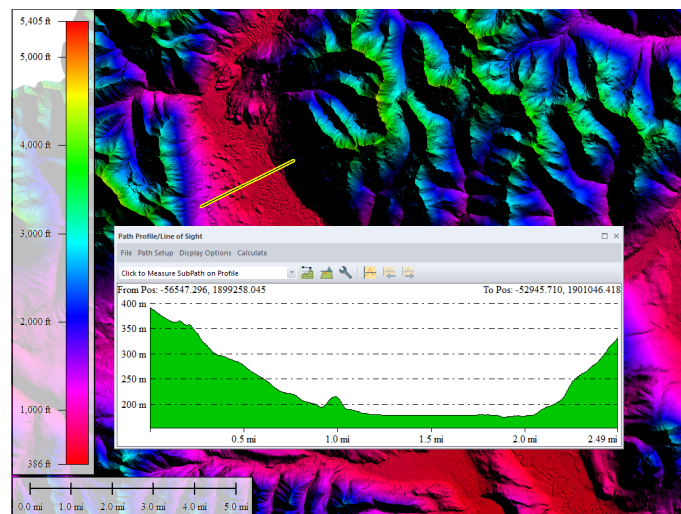 5,405 ft
5,000 ft
4,000 ft
3,000 ft
2,000 ft
1,000 ft
386 ft
Path Profile/Line of Sight
File Path Setup Display Options Calculate
Click to Measure SubPath on Profile
From Pos: -56547.296, 1899258.045 To Pos: -52945.710, 1901046.418
400 m
350 m
300 m
250 m
200 m
0.5 mi 1.0 mi 1.5 mi 2.0 mi 2.49 mi
0.0 mi 1.0 mi 2.0 mi 3.0 mi 4.0 mi 5.0 mi